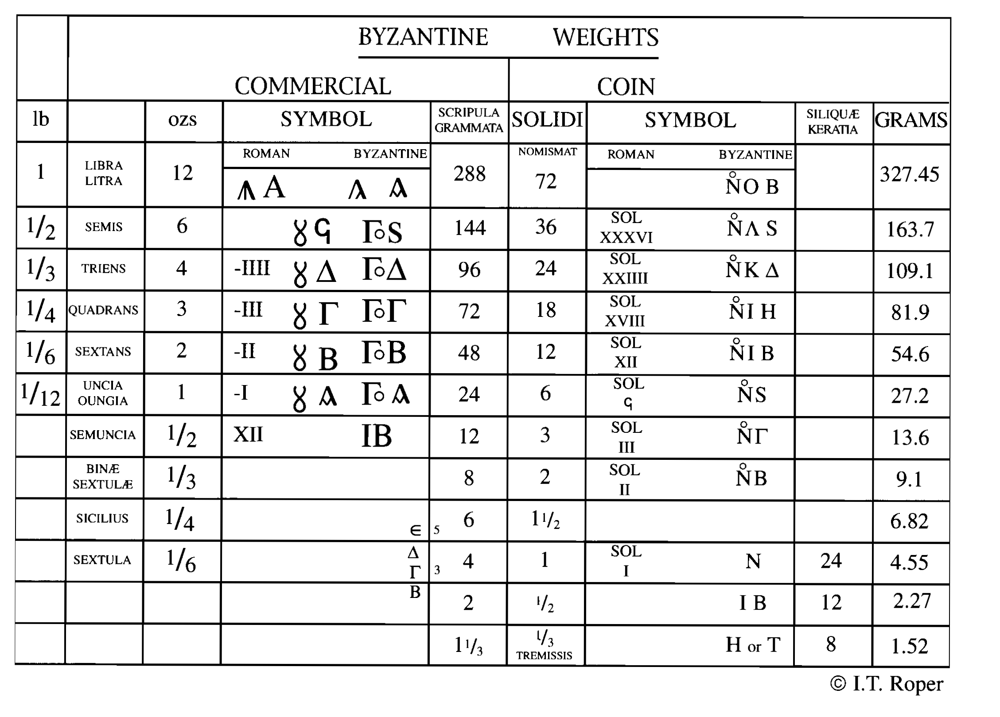 BYZANTINE WEIGHTS
COMMERCIAL COIN
lb ozs SYMBOL SCRIPULA GRAMMATA SOLIDI SYMBOL SILIQUÆ KERATIA GRAMS
ROMAN BYZANTINE NOMISMAT ROMAN BYZANTINE
1 LIBRA LITRA 12 A 288 72 N̊O B 327.45
1/2 SEMIS 6 ȣ Ϛ ΓoS 144 36 SOL XXXVI N̊Λ S 163.7
1/3 TRIENS 4 -IIII ȣ Δ ΓoΔ 96 24 SOL XXIIII N̊K Δ 109.1
1/4 QUADRANS 3 -III ȣ Γ ΓoΓ 72 18 SOL XVIII N̊I H 81.9
1/6 SEXTANS 2 -II ȣ B ΓoB 48 12 SOL XII N̊I B 54.6
1/12 UNCIA OUNGIA 1 -I ȣ A Γo A 24 6 SOL Ϛ N̊S 27.2
SEMUNCIA 1/2 XII IB 12 3 SOL III N̊Γ 13.6
BINÆ SEXTULÆ 1/3 8 2 SOL II N̊B 9.1
SICILIUS 1/4 ∈ 5 6 1 1/2 6.82
SEXTULA 1/6 Δ Γ 3 4 1 SOL I N 24 4.55
B 2 1/2 I B 12 2.27
1 1/3 1/3 TREMISSIS H or T 8 1.52
© I.T. Roper